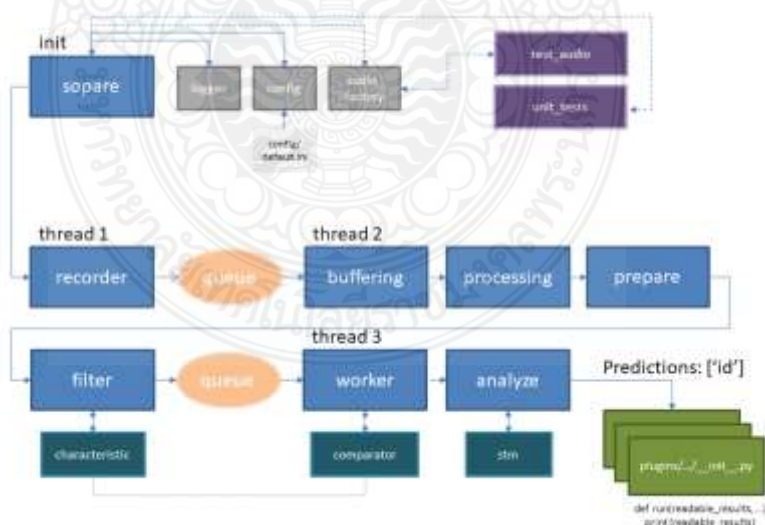 init
sopare
logger
config
audio
factory
test_audio
unit_tests
config/
default.ini
thread 1
thread 2
recorder
queue
buffering
processing
prepare
thread 3
filter
queue
worker
analyze
Predictions: ['id']
characteristic
comparator
stm
plugins/../__init__.py
def run(readable_results, ...)
print(readable_results)